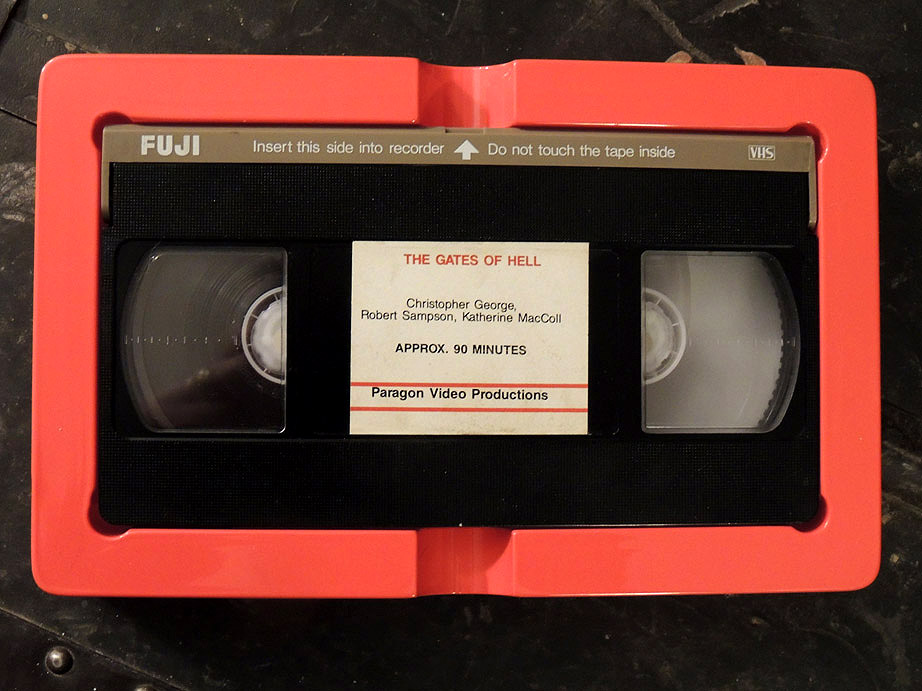 FUJI Insert this side into recorder Do not touch the tape inside VHS
THE GATES OF HELL
Christopher George,
Robert Sampson, Katherine MacColl
APPROX. 90 MINUTES
Paragon Video Productions